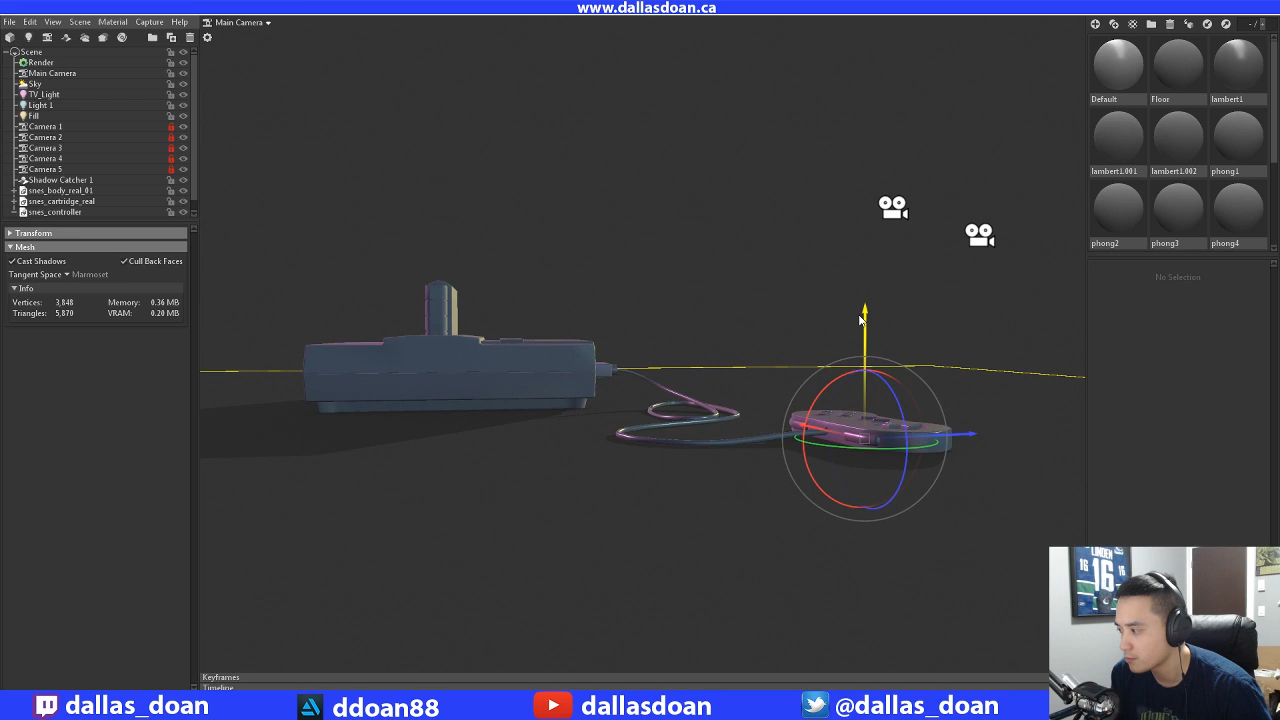 www.dallasdoan.ca
File Edit View Scene Material Capture Help
Main Camera
Scene
Render
Main Camera
Sky
TV_Light
Light 1
Fill
Camera 1
Camera 2
Camera 3
Camera 4
Camera 5
Shadow Catcher 1
snes_body_real_01
snes_cartridge_real
snes_controller
Transform
Mesh
Cast Shadows Cull Back Faces
Tangent Space Marmoset
Info
Vertices: 3,848 Memory: 0.36 MB
Triangles: 5,870 VRAM: 0.20 MB
Default Floor lambert1
lambert1.001 lambert1.002 phong1
phong2 phong3 phong4
No Selection
LINDEN
16 16
Keyframes
Timeline
dallas_doan ddoan88 dallasdoan @dallas_doan